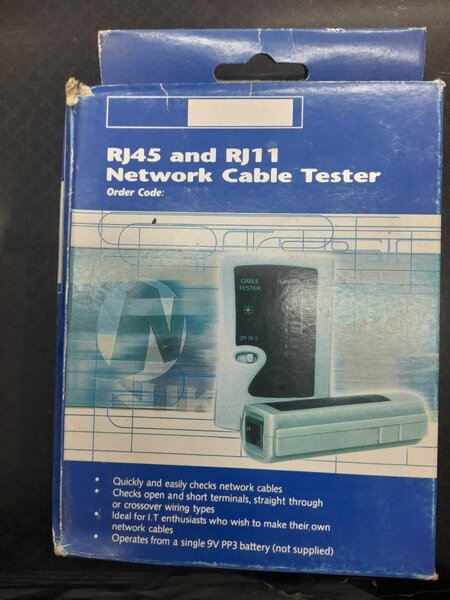 RJ45 and RJ11
Network Cable Tester
Order Code:
CABLE
TESTER
OFF ON S
• Quickly and easily checks network cables
• Checks open and short terminals, straight through
or crossover wiring types
• Ideal for I.T enthusiasts who wish to make their own
network cables
• Operates from a single 9V PP3 battery (not supplied)